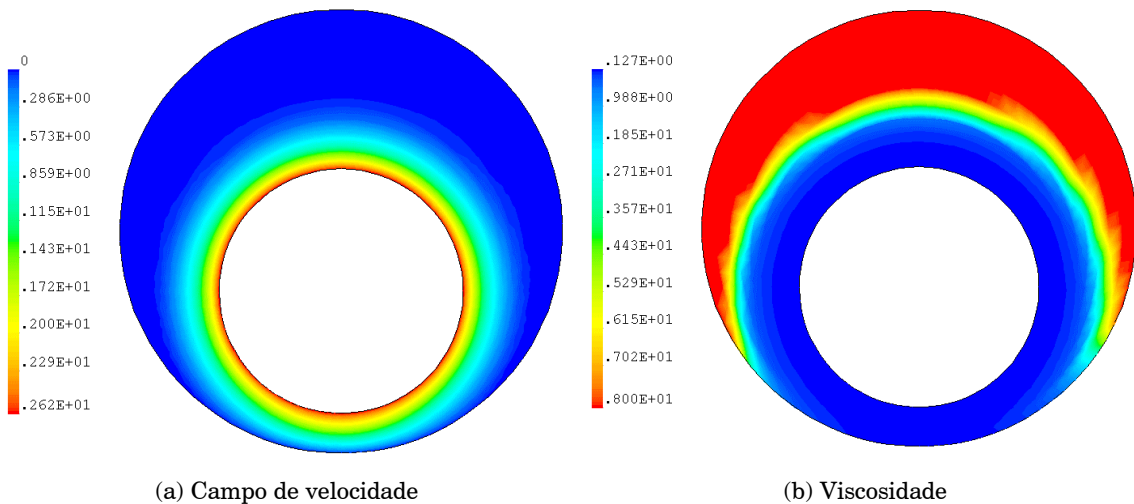 0
.286E+00
.573E+00
.859E+00
.115E+01
.143E+01
.172E+01
.200E+01
.229E+01
.262E+01
(a) Campo de velocidade
.127E+00
.988E+00
.185E+01
.271E+01
.357E+01
.443E+01
.529E+01
.615E+01
.702E+01
.800E+01
(b) Viscosidade